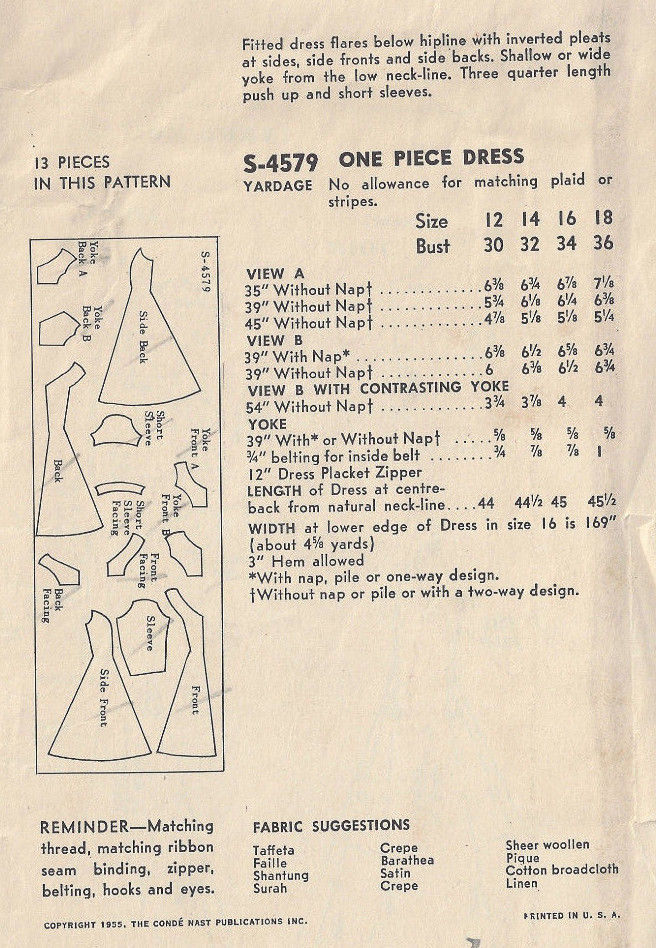 Fitted dress flares below hipline with inverted pleats
at sides, side fronts and side backs. Shallow or wide
yoke from the low neck-line. Three quarter length
push up and short sleeves.
13 PIECES
IN THIS PATTERN
S-4579 ONE PIECE DRESS
YARDAGE No allowance for matching plaid or
stripes.
Size 12 14 16 18
Bust 30 32 34 36
VIEW A
35" Without Nap† ............. 6⅜ 6¾ 6⅞ 7⅛
39" Without Nap† ............. 5¾ 6⅛ 6¼ 6⅜
45" Without Nap† ............. 4⅞ 5⅛ 5⅛ 5¼
VIEW B
39" With Nap* ................ 6⅜ 6½ 6⅝ 6¾
39" Without Nap† ............. 6 6⅜ 6½ 6¾
VIEW B WITH CONTRASTING YOKE
54" Without Nap† ............. 3¾ 3⅞ 4 4
YOKE
39" With* or Without Nap† ..... ⅝ ⅝ ⅝ ⅝
¾" belting for inside belt ........ ¾ ⅞ ⅞ 1
12" Dress Placket Zipper
LENGTH of Dress at centre-
back from natural neck-line.... 44 44½ 45 45½
WIDTH at lower edge of Dress in size 16 is 169"
(about 4⅝ yards)
3" Hem allowed
*With nap, pile or one-way design.
†Without nap or pile or with a two-way design.
S-4579
Yoke
Back A
Yoke
Back B
Side Back
Back
Short
Sleeve
Yoke
Front A
Short
Sleeve
Facing
Yoke
Front B
Front
Facing
Back
Facing
Sleeve
Side Front
Front
REMINDER—Matching
thread, matching ribbon
seam binding, zipper,
belting, hooks and eyes.
FABRIC SUGGESTIONS
Taffeta
Faille
Shantung
Surah
Crepe
Barathea
Satin
Crepe
Sheer woollen
Pique
Cotton broadcloth
Linen
COPYRIGHT 1955, THE CONDÉ NAST PUBLICATIONS INC.
PRINTED IN U. S. A.